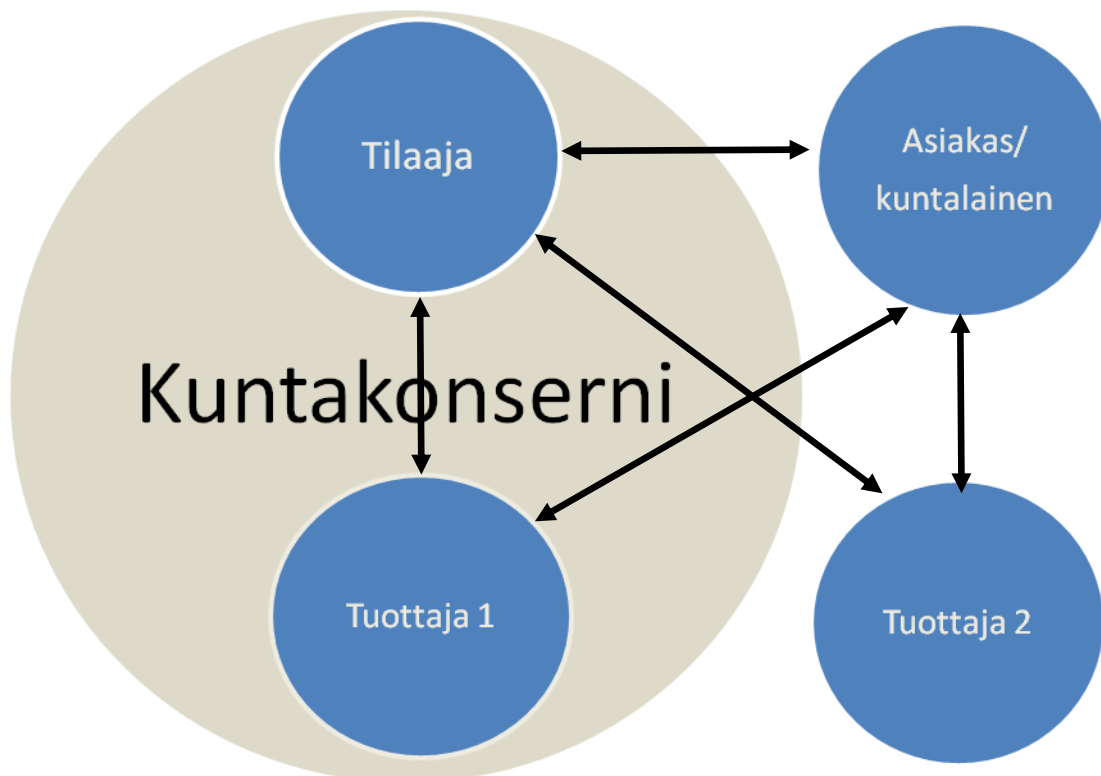 Tilaaja
Asiakas/
kuntalainen
Kuntakonserni
Tuottaja 1
Tuottaja 2